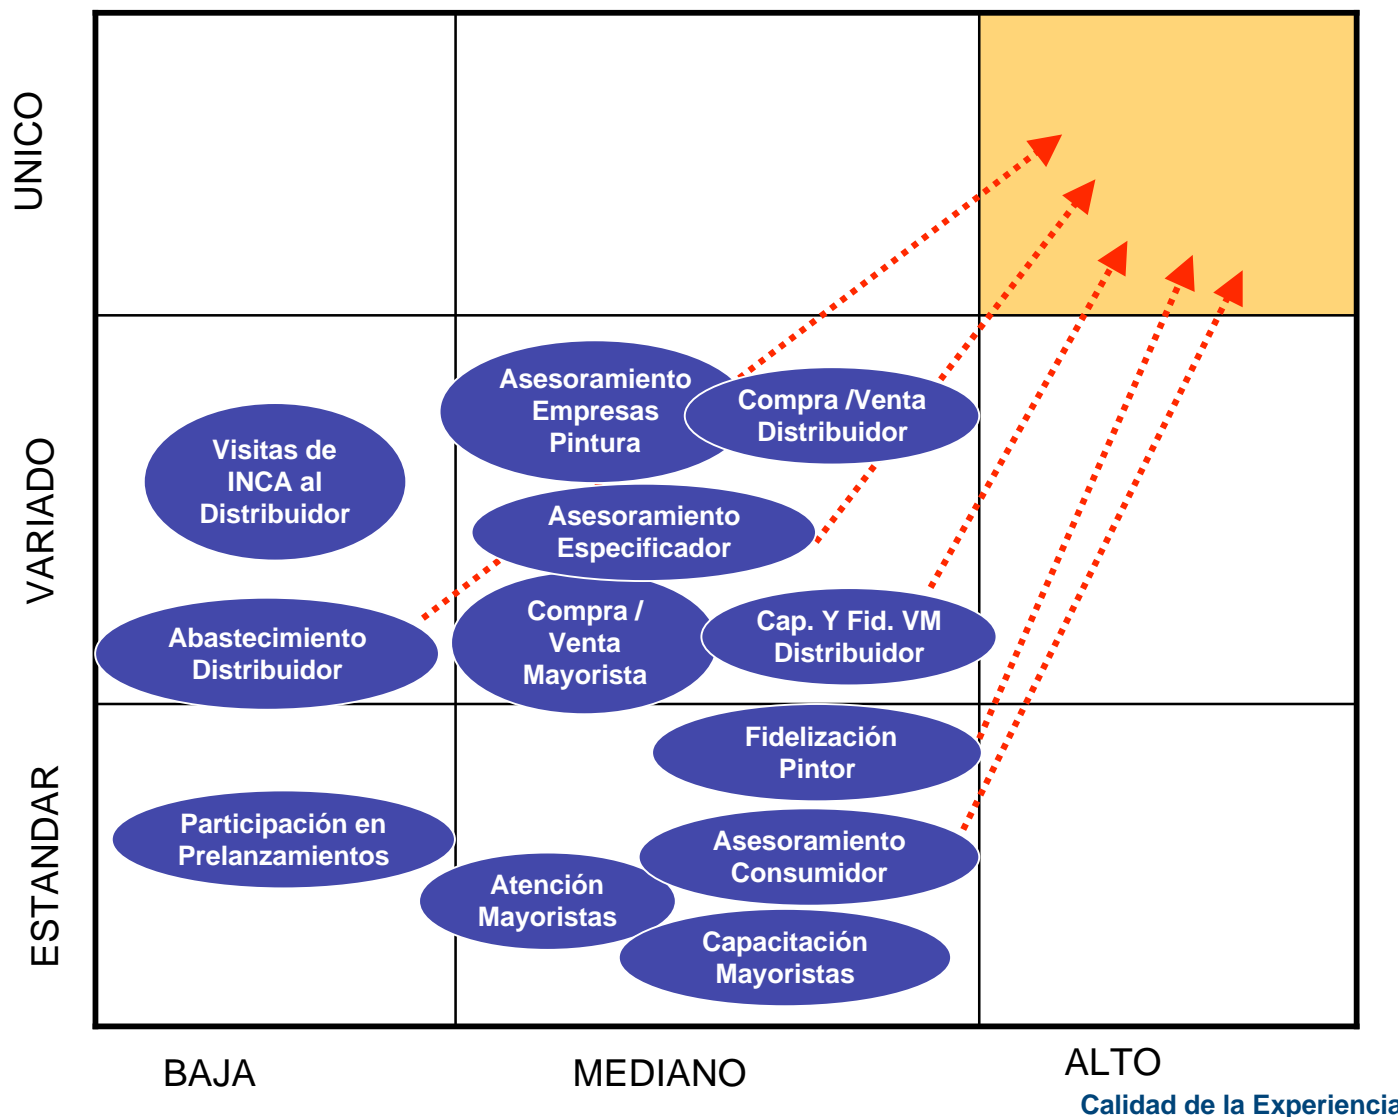 UNICO
Asesoramiento
Empresas
Pintura
Compra /Venta
Distribuidor
Visitas de
INCA al
Distribuidor
VARIADO
Asesoramiento
Especificador
Compra /
Venta
Mayorista
Cap. Y Fid. VM
Distribuidor
Abastecimiento
Distribuidor
Fidelización
Pintor
ESTANDAR
Participación en
Prelanzamientos
Asesoramiento
Consumidor
Atención
Mayoristas
Capacitación
Mayoristas
BAJA
MEDIANO
ALTO
Calidad de la Experiencia